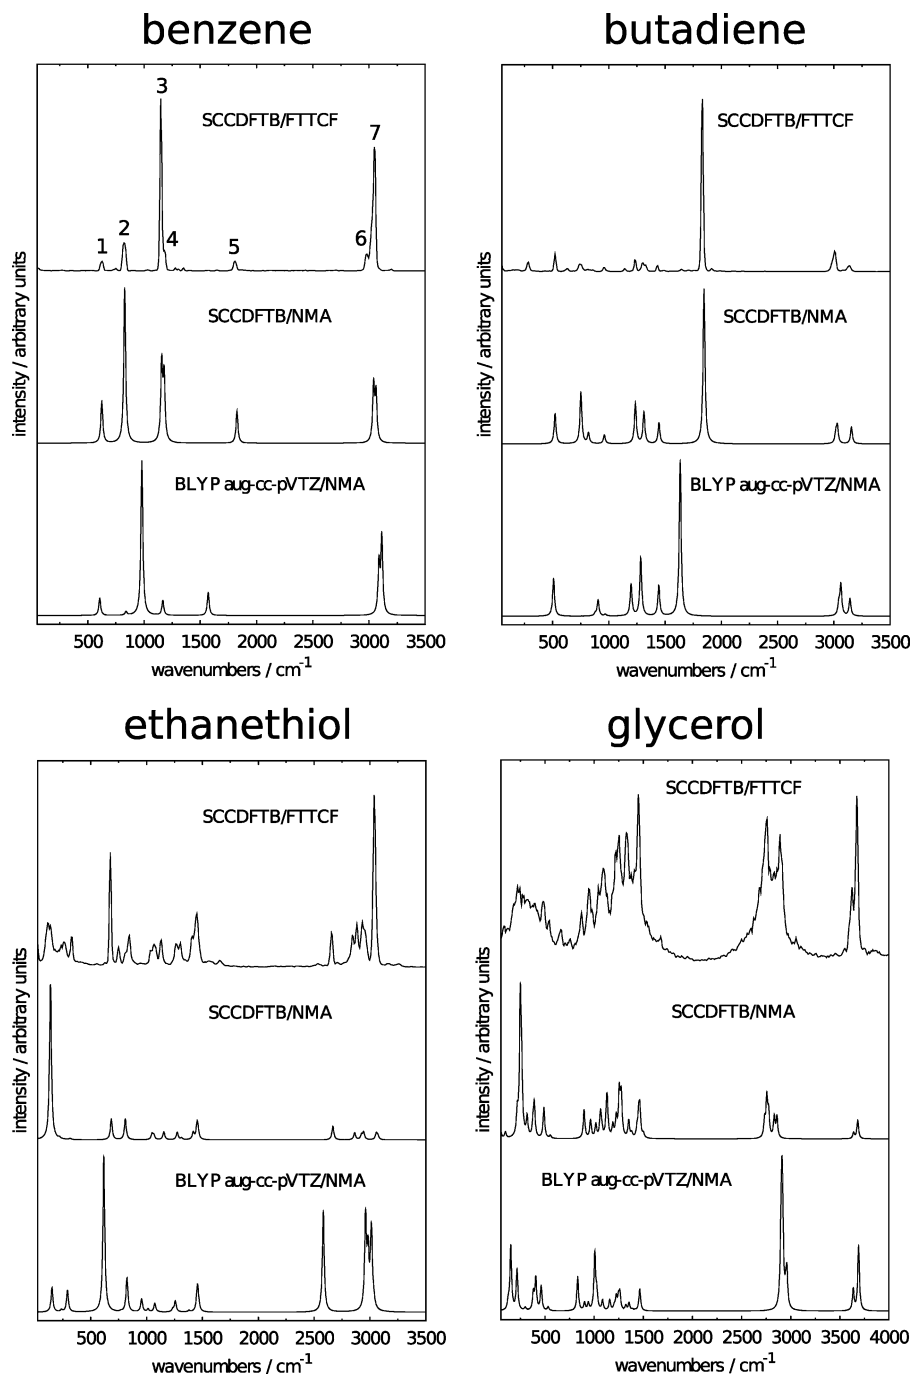 benzene
butadiene
3
SCCDFTB/FTTCF
7
2
1
4
5
6
SCCDFTB/NMA
BLYP aug-cc-pVTZ/NMA
intensity / arbitrary units
500 1000 1500 2000 2500 3000 3500
wavenumbers / cm-1
SCCDFTB/FTTCF
SCCDFTB/NMA
BLYP aug-cc-pVTZ/NMA
intensity / arbitrary units
500 1000 1500 2000 2500 3000 3500
wavenumbers / cm-1
ethanethiol
glycerol
SCCDFTB/FTTCF
SCCDFTB/NMA
BLYP aug-cc-pVTZ/NMA
intensity / arbitrary units
500 1000 1500 2000 2500 3000 3500
wavenumbers / cm-1
SCCDFTB/FTTCF
SCCDFTB/NMA
BLYP aug-cc-pVTZ/NMA
intensity / arbitrary units
500 1000 1500 2000 2500 3000 3500 4000
wavenumbers / cm-1